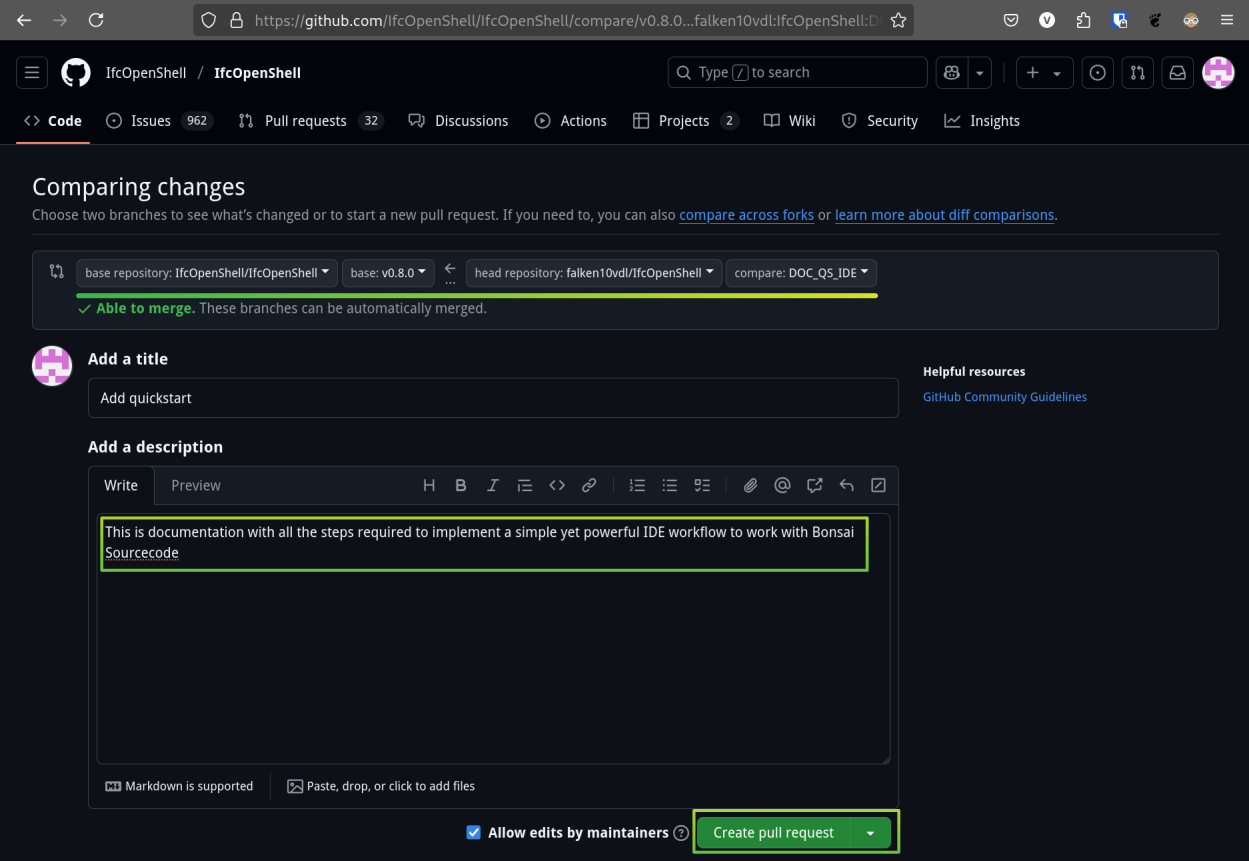 https://github.com/IfcOpenShell/IfcOpenShell/compare/v0.8.0...falken10vdl:IfcOpenShell:D
V
IfcOpenShell / IfcOpenShell
Type / to search
Code
Issues 962
Pull requests 32
Discussions
Actions
Projects 2
Wiki
Security
Insights
Comparing changes
Choose two branches to see what's changed or to start a new pull request. If you need to, you can also compare across forks or learn more about diff comparisons.
base repository: IfcOpenShell/IfcOpenShell
base: v0.8.0
...
head repository: falken10vdl/IfcOpenShell
compare: DOC_QS_IDE
Able to merge. These branches can be automatically merged.
Add a title
Add quickstart
Helpful resources
GitHub Community Guidelines
Add a description
Write
Preview
This is documentation with all the steps required to implement a simple yet powerful IDE workflow to work with Bonsai
Sourcecode
Markdown is supported
Paste, drop, or click to add files
Allow edits by maintainers ?
Create pull request